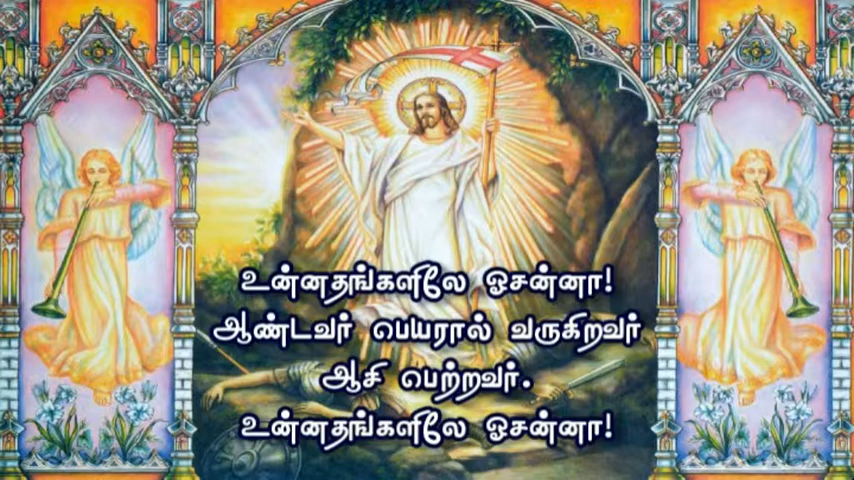 உன்னதங்களிலே ஓசன்னா!
ஆண்டவர் பெயரால் வருகிறவர்
ஆசி பெற்றவர்.
உன்னதங்களிலே ஓசன்னா!